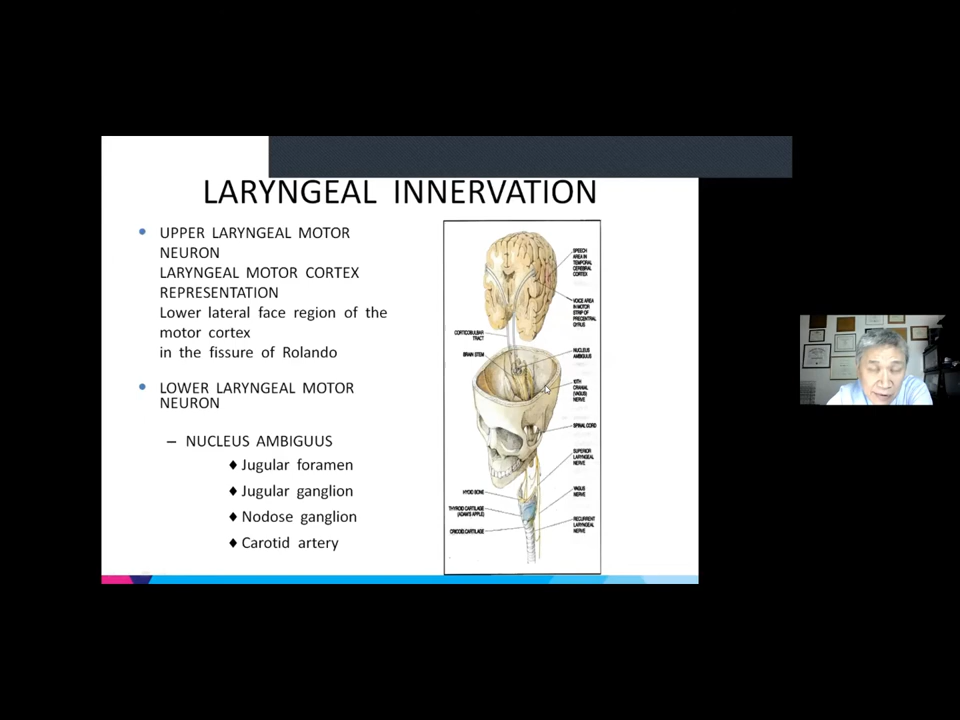 LARYNGEAL INNERVATION
UPPER LARYNGEAL MOTOR
NEURON
LARYNGEAL MOTOR CORTEX
REPRESENTATION
Lower lateral face region of the
motor cortex
in the fissure of Rolando
LOWER LARYNGEAL MOTOR
NEURON
– NUCLEUS AMBIGUUS
♦ Jugular foramen
♦ Jugular ganglion
♦ Nodose ganglion
♦ Carotid artery
SPEECH
AREA IN
TEMPORAL
CEREBRAL
CORTEX
VOICE AREA
IN MOTOR
STRIP OF
PRECENTRAL
GYRUS
CORTICOBULBAR
TRACT
BRAIN STEM
NUCLEUS
AMBIGUUS
10TH
CRANIAL
(VAGUS)
NERVE
SPINAL CORD
SUPERIOR
LARYNGEAL
NERVE
HYOID BONE
VAGUS
NERVE
THYROID CARTILAGE
(ADAM'S APPLE)
CRICOID CARTILAGE
RECURRENT
LARYNGEAL
NERVE